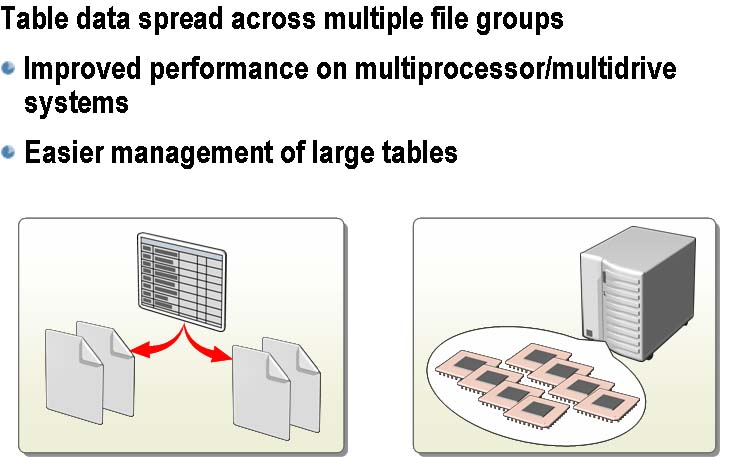 Table data spread across multiple file groups
Improved performance on multiprocessor/multidrive
systems
Easier management of large tables